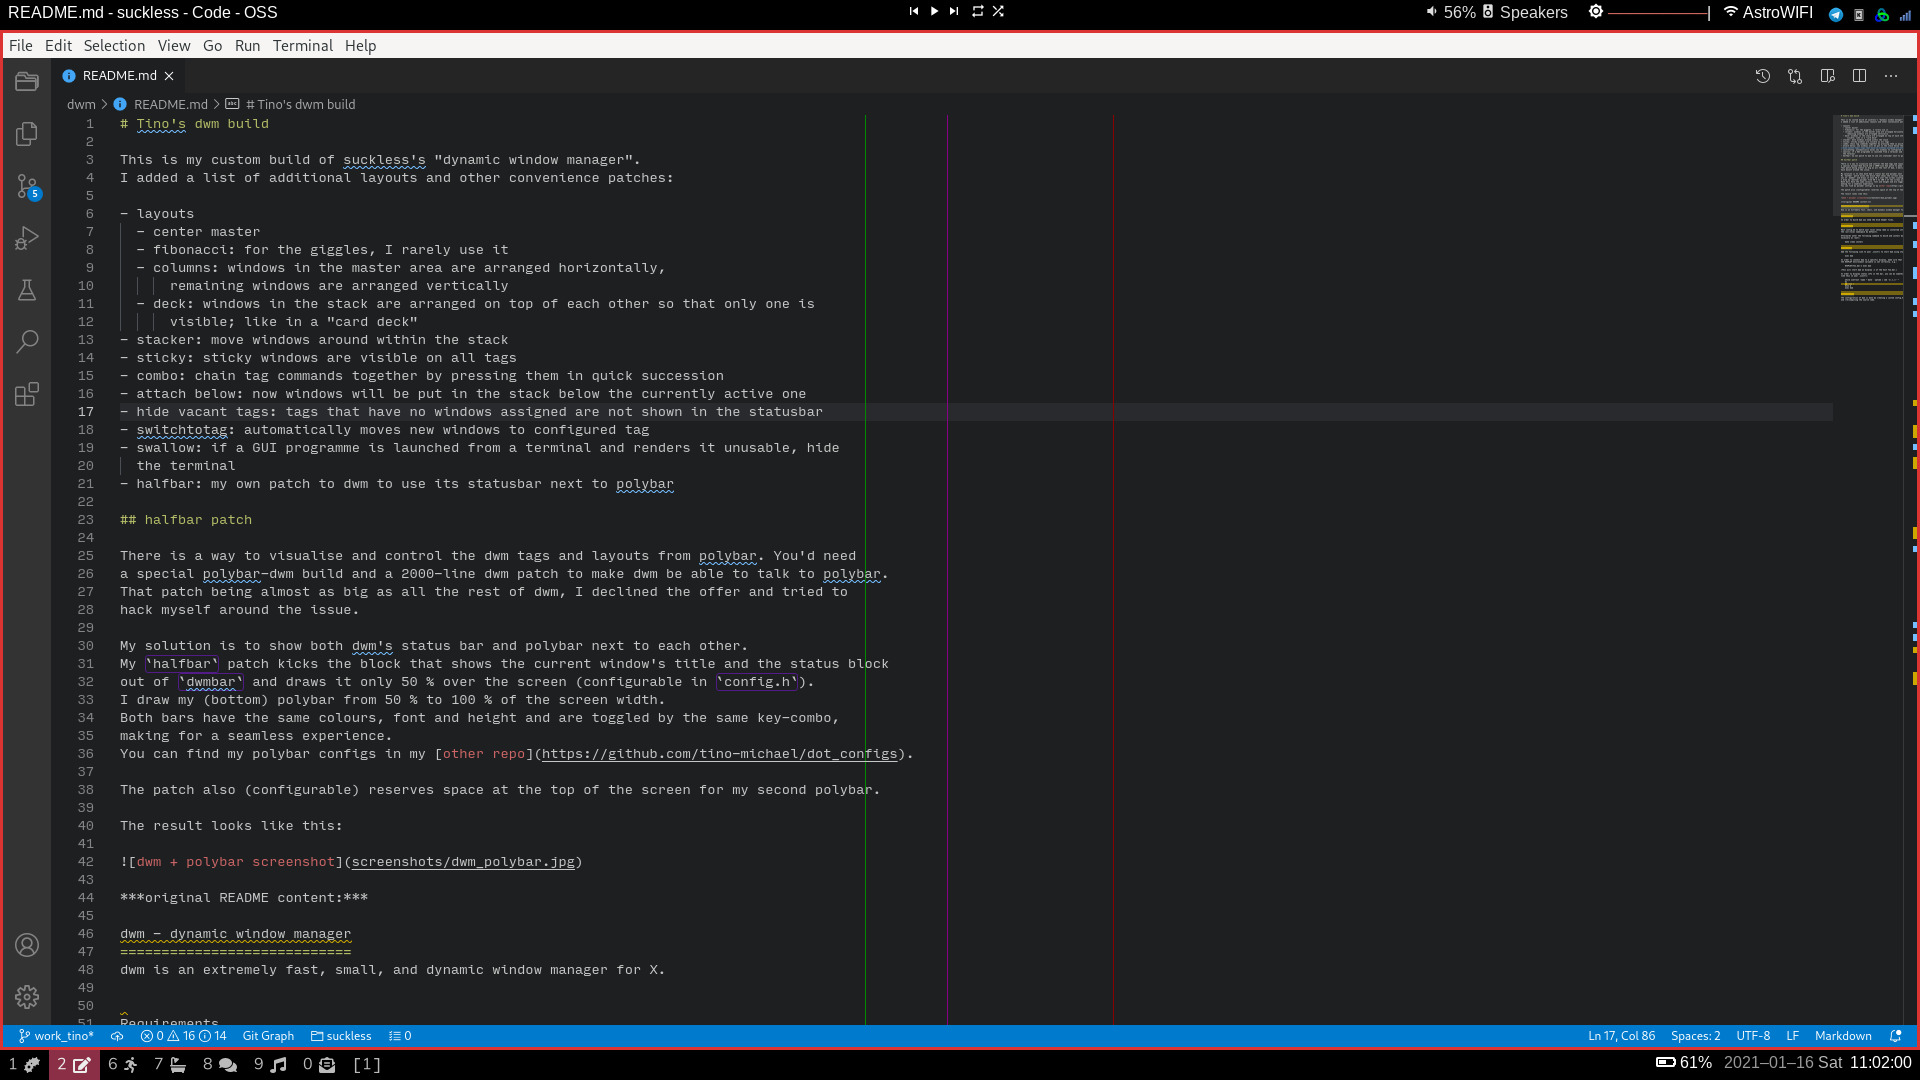 README.md - suckless - Code - OSS
56% Speakers
AstroWIFI
File Edit Selection View Go Run Terminal Help
README.md
dwm > README.md > # Tino's dwm build
1 # Tino's dwm build
2
3 This is my custom build of suckless's "dynamic window manager".
4 I added a list of additional layouts and other convenience patches:
5
6 - layouts
7 - center master
8 - fibonacci: for the giggles, I rarely use it
9 - columns: windows in the master area are arranged horizontally,
10 remaining windows are arranged vertically
11 - deck: windows in the stack are arranged on top of each other so that only one is
12 visible; like in a "card deck"
13 - stacker: move windows around within the stack
14 - sticky: sticky windows are visible on all tags
15 - combo: chain tag commands together by pressing them in quick succession
16 - attach below: now windows will be put in the stack below the currently active one
17 - hide vacant tags: tags that have no windows assigned are not shown in the statusbar
18 - switchtotag: automatically moves new windows to configured tag
19 - swallow: if a GUI programme is launched from a terminal and renders it unusable, hide
20 the terminal
21 - halfbar: my own patch to dwm to use its statusbar next to polybar
22
23 ## halfbar patch
24
25 There is a way to visualise and control the dwm tags and layouts from polybar. You'd need
26 a special polybar-dwm build and a 2000-line dwm patch to make dwm be able to talk to polybar.
27 That patch being almost as big as all the rest of dwm, I declined the offer and tried to
28 hack myself around the issue.
29
30 My solution is to show both dwm's status bar and polybar next to each other.
31 My `halfbar` patch kicks the block that shows the current window's title and the status block
32 out of `dwmbar` and draws it only 50 % over the screen (configurable in `config.h`).
33 I draw my (bottom) polybar from 50 % to 100 % of the screen width.
34 Both bars have the same colours, font and height and are toggled by the same key-combo,
35 making for a seamless experience.
36 You can find my polybar configs in my [other repo](https://github.com/tino-michael/dot_configs).
37
38 The patch also (configurable) reserves space at the top of the screen for my second polybar.
39
40 The result looks like this:
41
42 ![dwm + polybar screenshot](screenshots/dwm_polybar.jpg)
43
44 ***original README content:***
45
46 dwm - dynamic window manager
47 ============================
48 dwm is an extremely fast, small, and dynamic window manager for X.
49
50
51 Requirements
5
work_tino* 0 16 14 Git Graph suckless 0
Ln 17, Col 86 Spaces: 2 UTF-8 LF Markdown
1 2 6 7 8 9 0 [1]
61% 2021-01-16 Sat 11:02:00